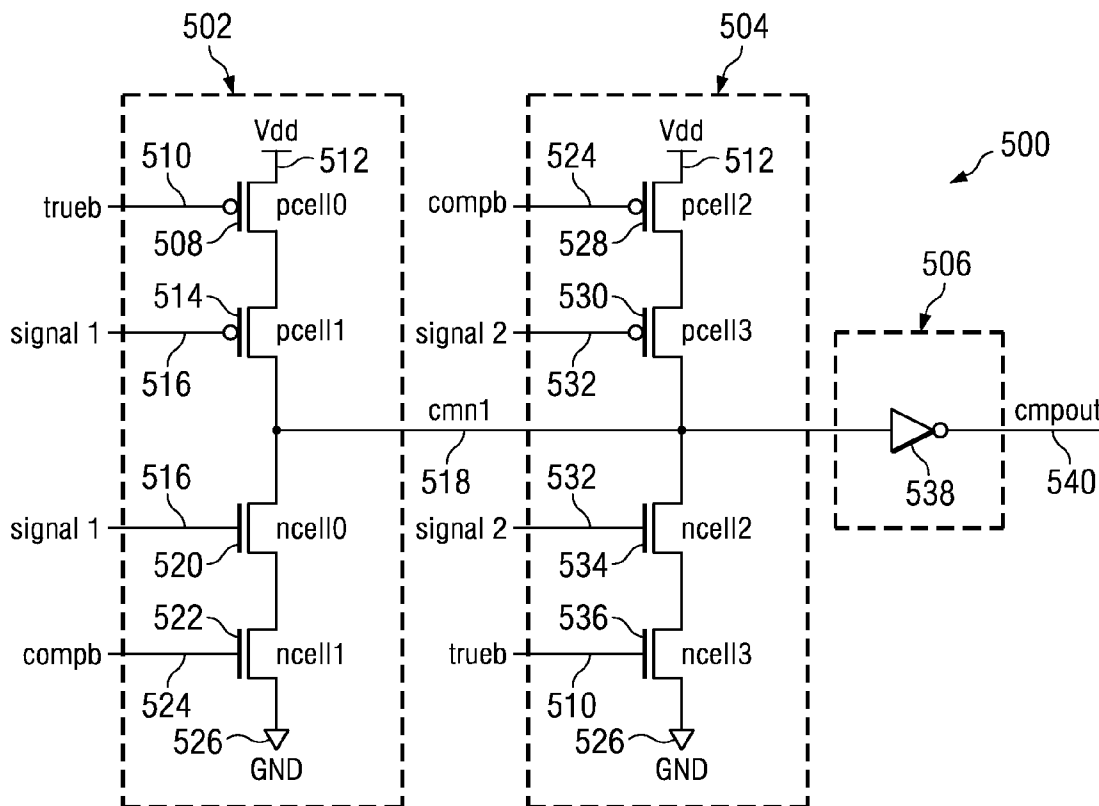 502
504
500
Vdd
512
510
trueb
pcell0
508
514
signal 1
pcell1
516
cmn1
518
516
signal 1
ncell0
520
522
compb
ncell1
524
526
GND
Vdd
512
524
compb
pcell2
528
530
signal 2
pcell3
532
532
signal 2
ncell2
534
536
trueb
ncell3
510
526
GND
506
538
cmpout
540